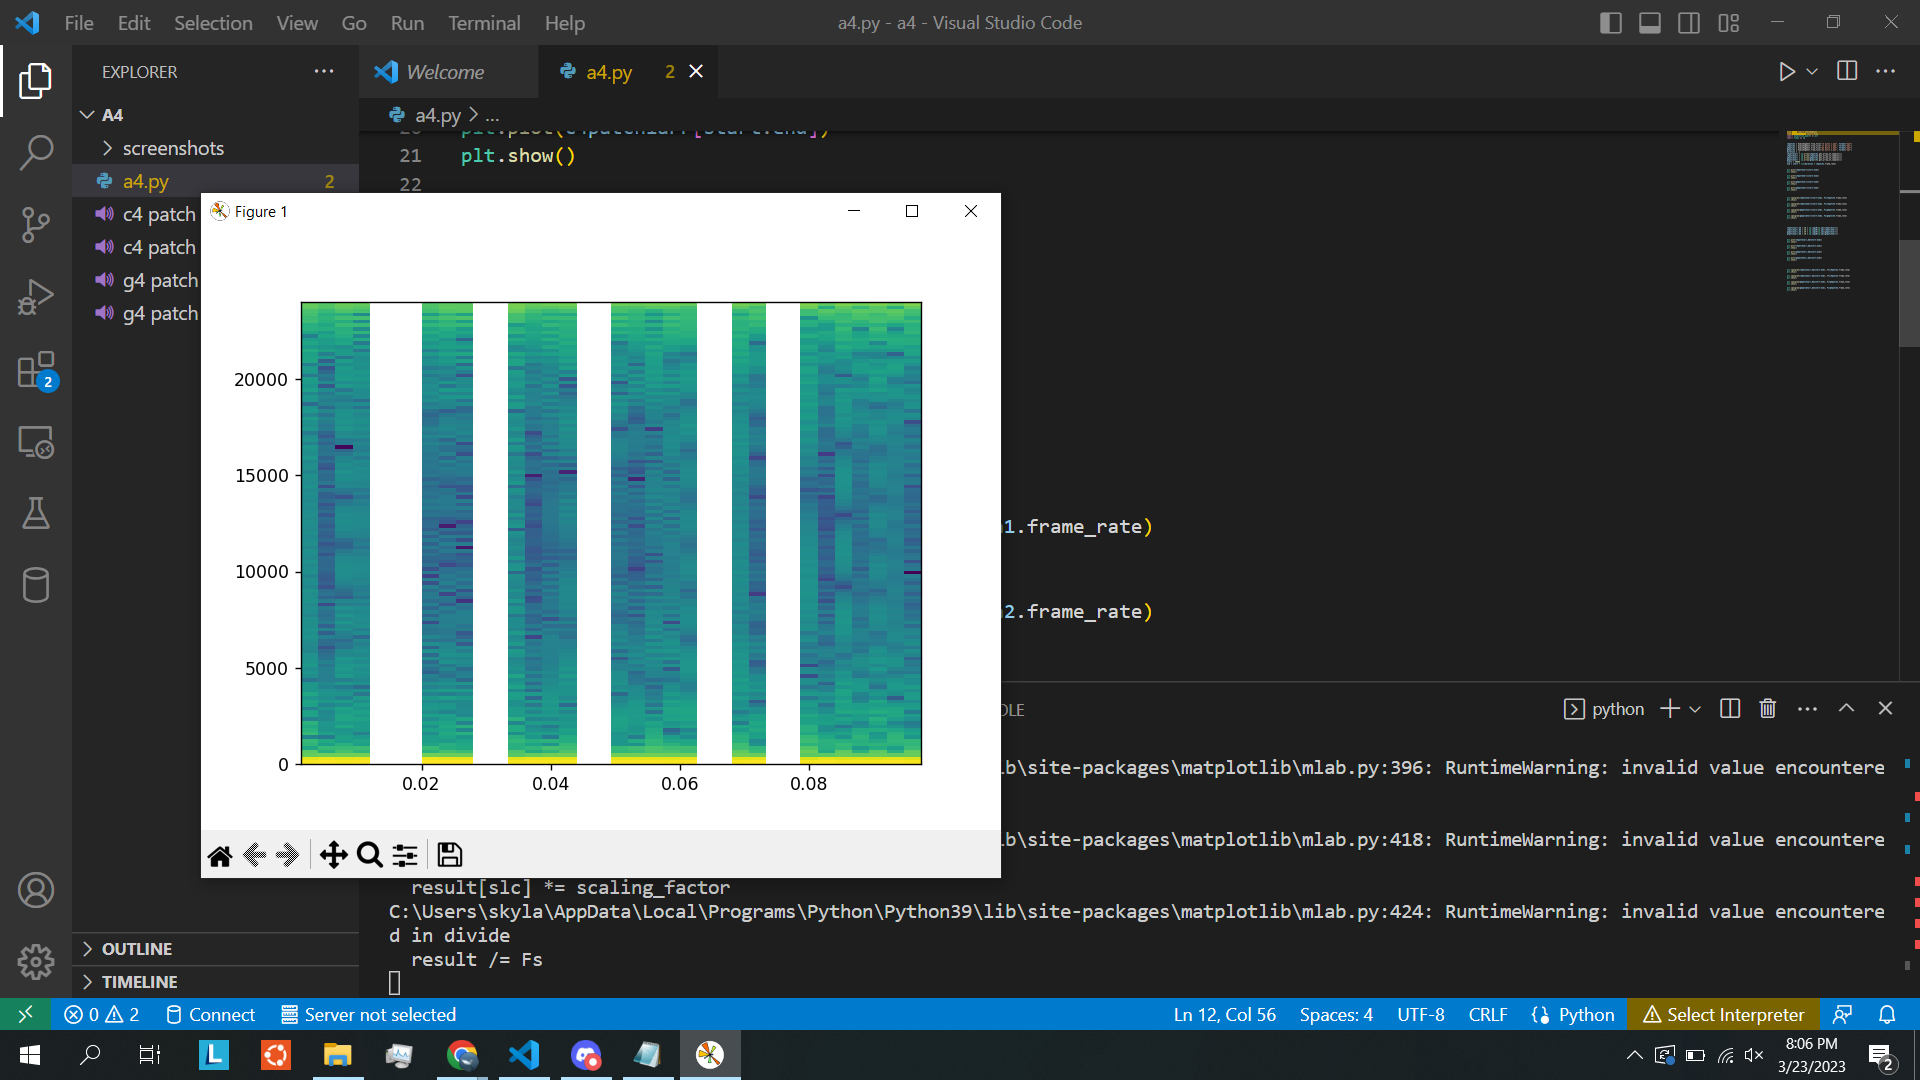 File Edit Selection View Go Run Terminal Help
a4.py - a4 - Visual Studio Code
EXPLORER
A4
screenshots
a4.py 2
c4 patch
c4 patch
g4 patch
g4 patch
OUTLINE
TIMELINE
Welcome
a4.py 2
a4.py > ...
21 plt.show()
22
1.frame_rate)
2.frame_rate)
Figure 1
20000
15000
10000
5000
0
0.02 0.04 0.06 0.08
OLE
python
b\site-packages\matplotlib\mlab.py:396: RuntimeWarning: invalid value encountere
b\site-packages\matplotlib\mlab.py:418: RuntimeWarning: invalid value encountere
result[slc] *= scaling_factor
C:\Users\skyla\AppData\Local\Programs\Python\Python39\lib\site-packages\matplotlib\mlab.py:424: RuntimeWarning: invalid value encountere
d in divide
result /= Fs
2
0 2 Connect Server not selected
Ln 12, Col 56 Spaces: 4 UTF-8 CRLF Python Select Interpreter
L
8:06 PM
3/23/2023
2